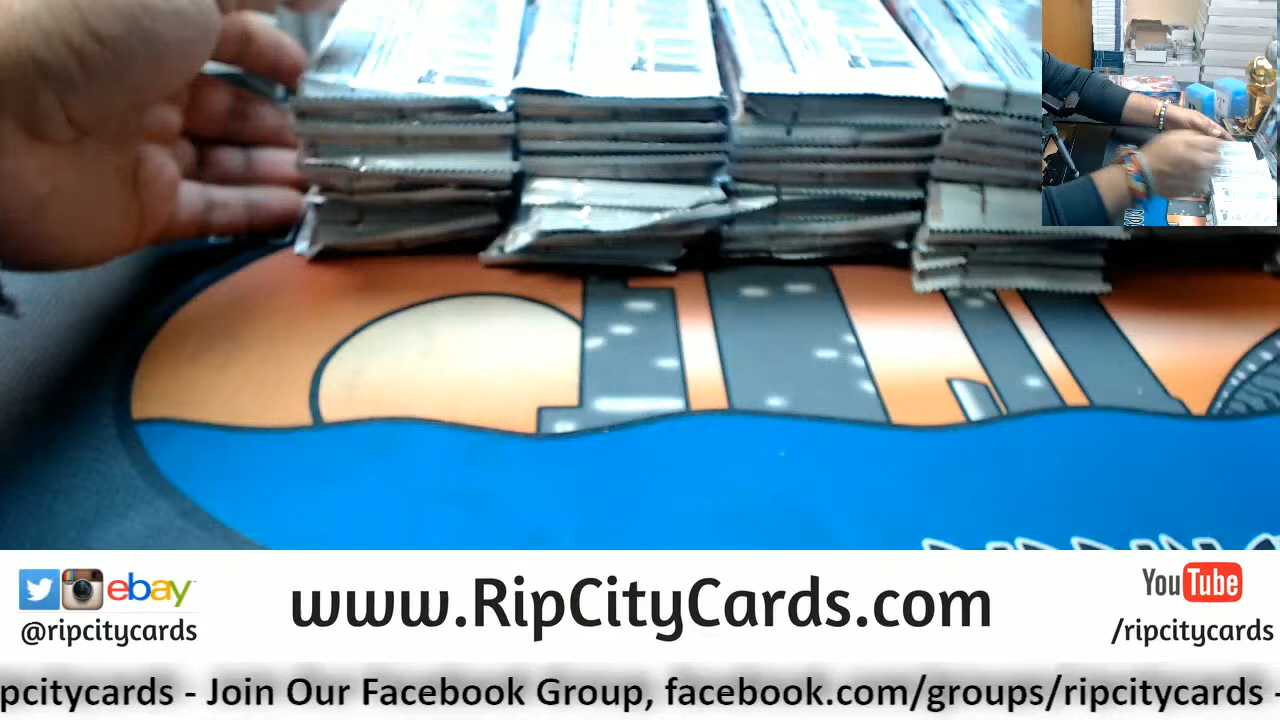 ebay
@ripcitycards
www.RipCityCards.com
YouTube
/ripcitycards
pcitycards - Join Our Facebook Group, facebook.com/groups/ripcitycards -